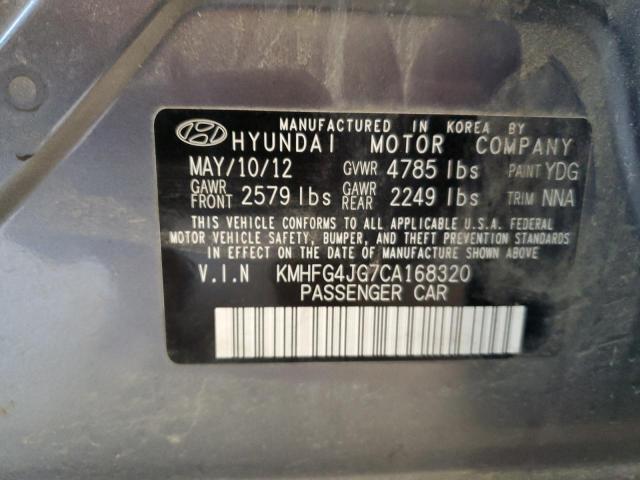 MANUFACTURED IN KOREA BY
HYUNDAI MOTOR COMPANY
MAY/10/12 GVWR 4785 lbs PAINT YDG
GAWR FRONT 2579 lbs GAWR REAR 2249 lbs TRIM NNA
THIS VEHICLE CONFORMS TO ALL APPLICABLE U.S.A. FEDERAL
MOTOR VEHICLE SAFETY, BUMPER, AND THEFT PREVENTION STANDARDS
IN EFFECT ON THE DATE OF MANUFACTURE SHOWN ABOVE
V.I.N KMHFG4JG7CA168320
PASSENGER CAR